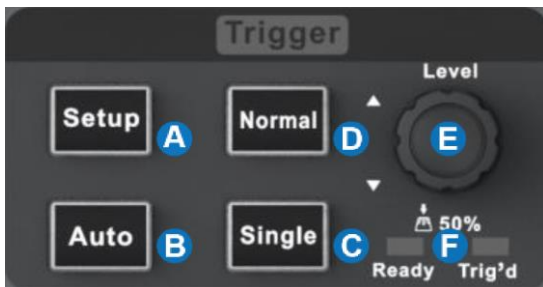 Trigger
Level
Setup A
Normal D
E
50%
Auto B
Single C
F
Ready Trig'd